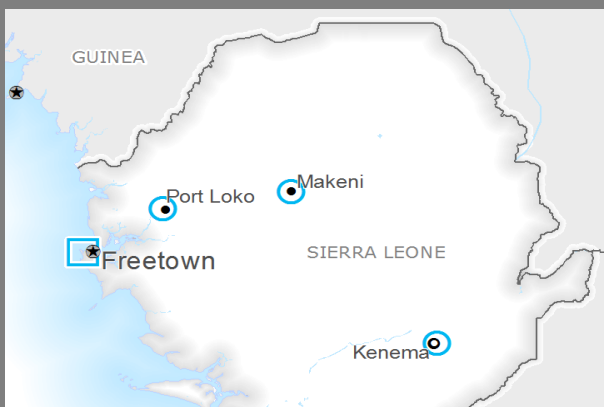 GUINEA
Makeni
Port Loko
SIERRA LEONE
Freetown
Kenema